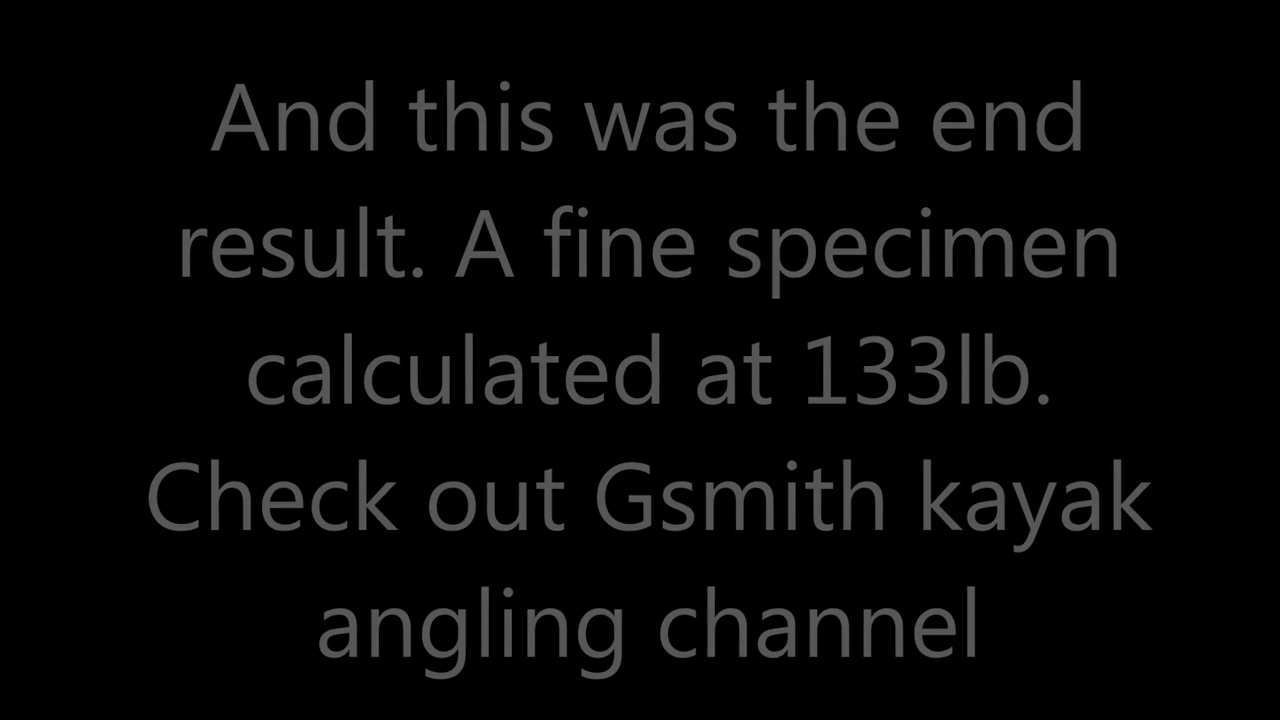 And this was the end
result. A fine specimen
calculated at 133lb.
Check out Gsmith kayak
angling channel